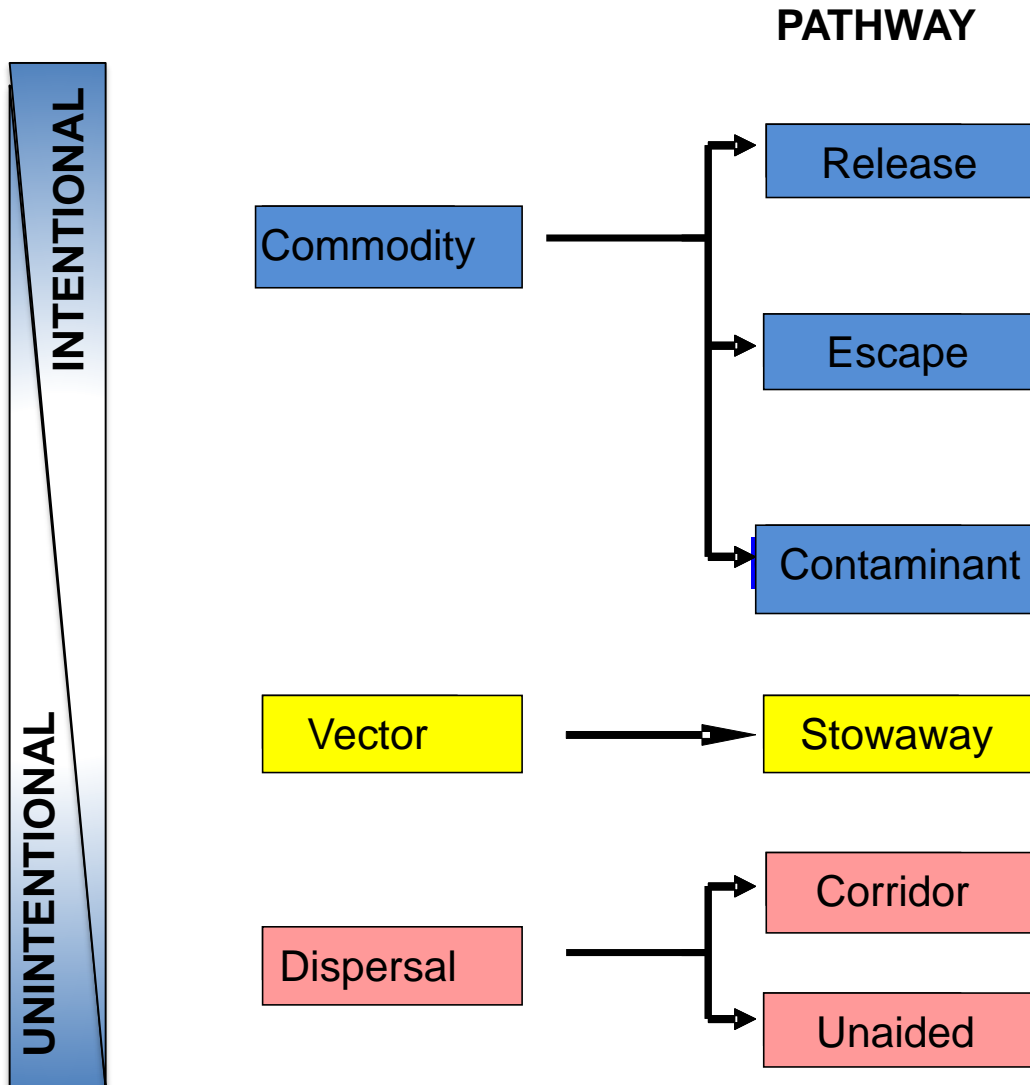 PATHWAY
INTENTIONAL
Release
Commodity
Escape
Contaminant
UNINTENTIONAL
Vector
Stowaway
Corridor
Dispersal
Unaided